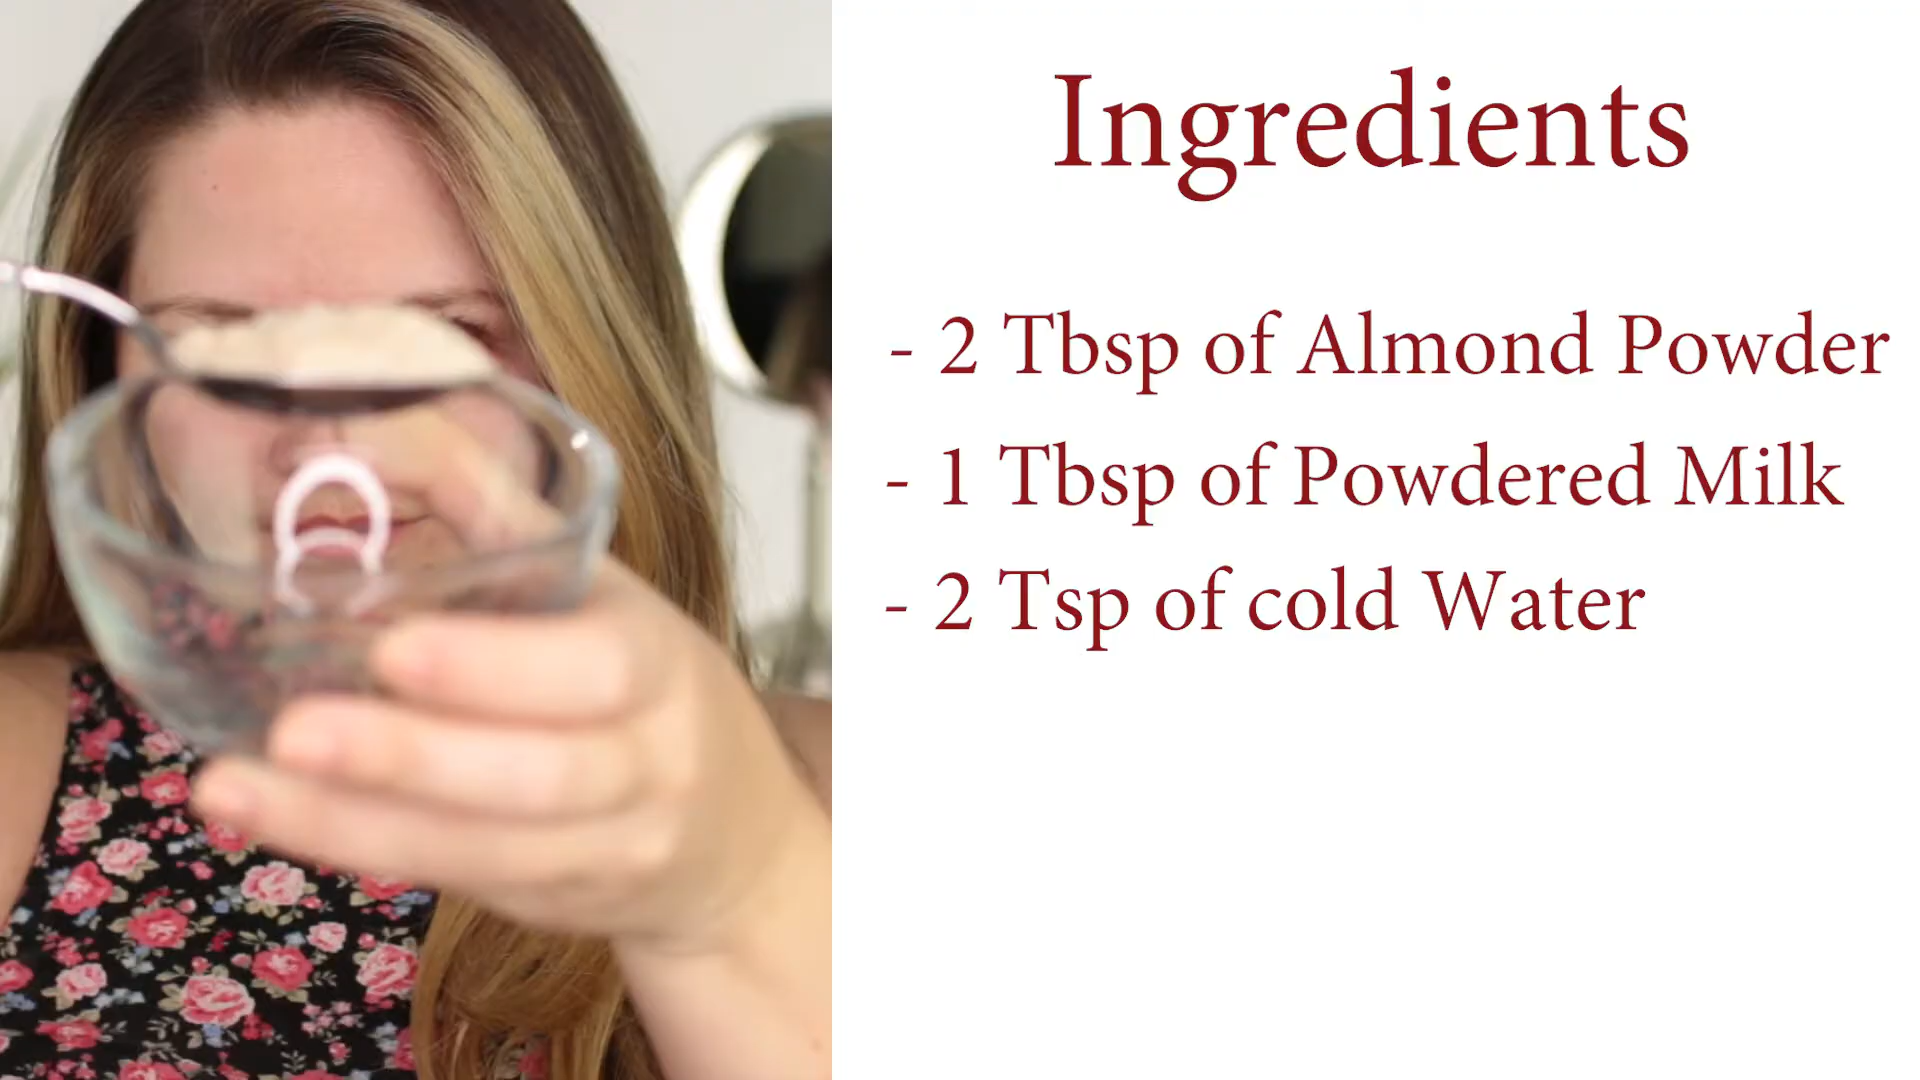 Ingredients
- 2 Tbsp of Almond Powder
- 1 Tbsp of Powdered Milk
- 2 Tsp of cold Water